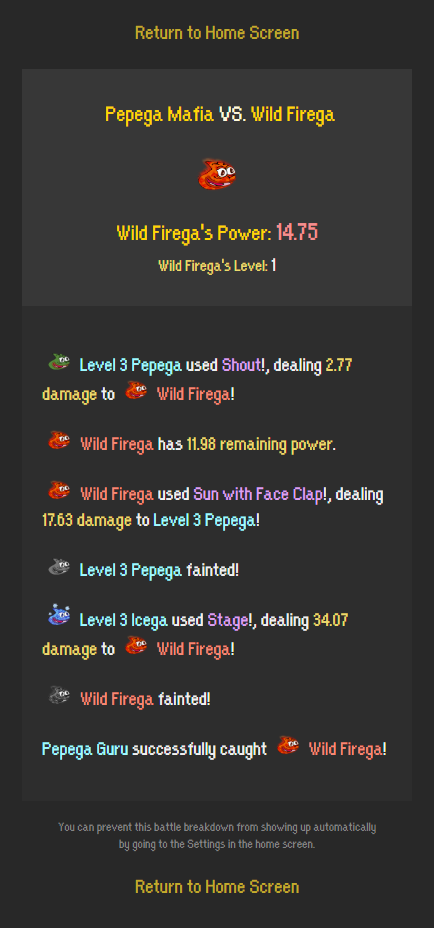 Return to Home Screen
Pepega Mafia VS. Wild Firega
Wild Firega's Power: 14.75
Wild Firega's Level: 1
Level 3 Pepega used Shout!, dealing 2.77
damage to Wild Firega!
Wild Firega has 11.98 remaining power.
Wild Firega used Sun with Face Clap!, dealing
17.63 damage to Level 3 Pepega!
Level 3 Pepega fainted!
Level 3 Icega used Stage!, dealing 34.07
damage to Wild Firega!
Wild Firega fainted!
Pepega Guru successfully caught Wild Firega!
You can prevent this battle breakdown from showing up automatically
by going to the Settings in the home screen.
Return to Home Screen